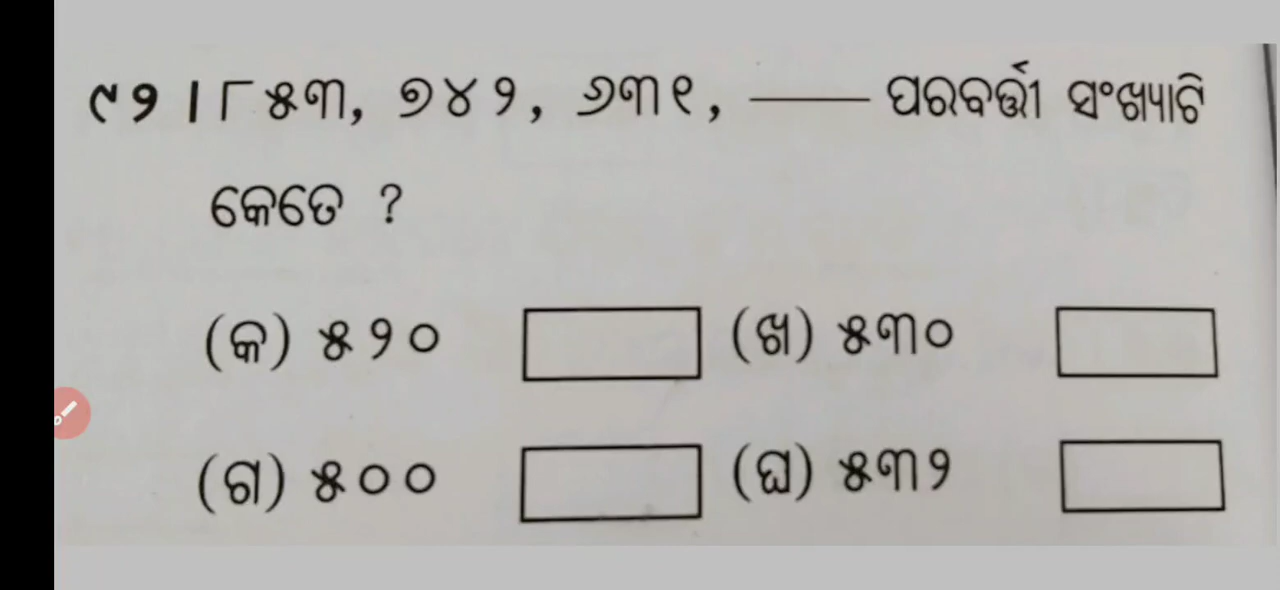 ୯୨ । ୮୫୩, ୭୪୨, ୬୩୧, —— ପରବର୍ତ୍ତୀ ସଂଖ୍ୟାଟି
କେତେ ?
(କ) ୫୨୦ (ଖ) ୫୩୦
(ଗ) ୫୦୦ (ଘ) ୫୩୨